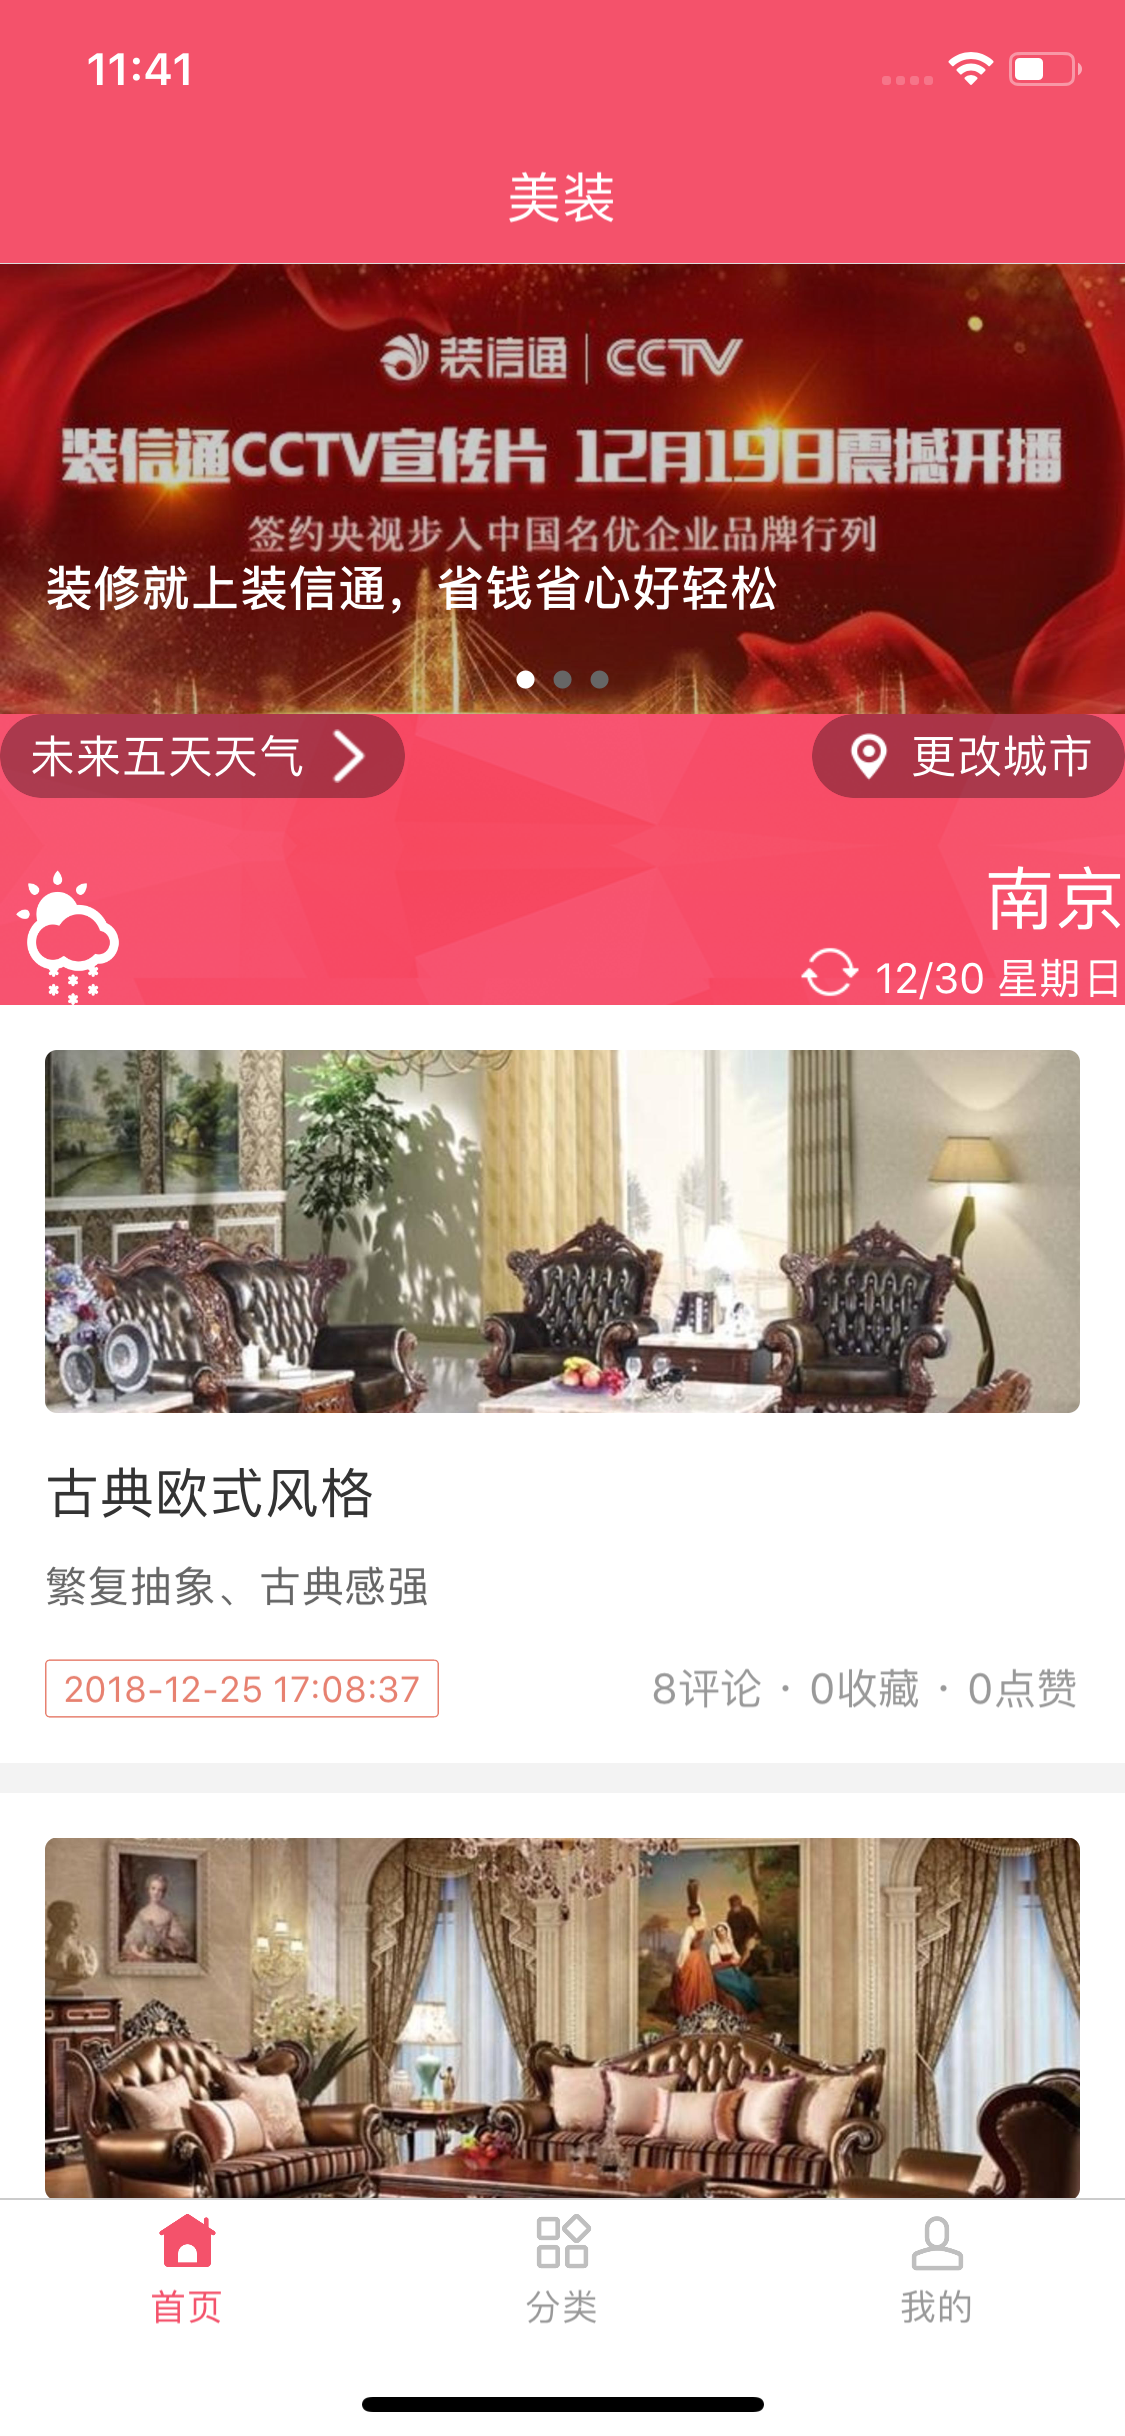 11:41
美装
装信通 | CCTV
装信通CCTV宣传片 12月19日震撼开播
签约央视步入中国名优企业品牌行列
装修就上装信通，省钱省心好轻松
未来五天天气
更改城市
南京
12/30 星期日
古典欧式风格
繁复抽象、古典感强
2018-12-25 17:08:37
8评论 · 0收藏 · 0点赞
首页
分类
我的